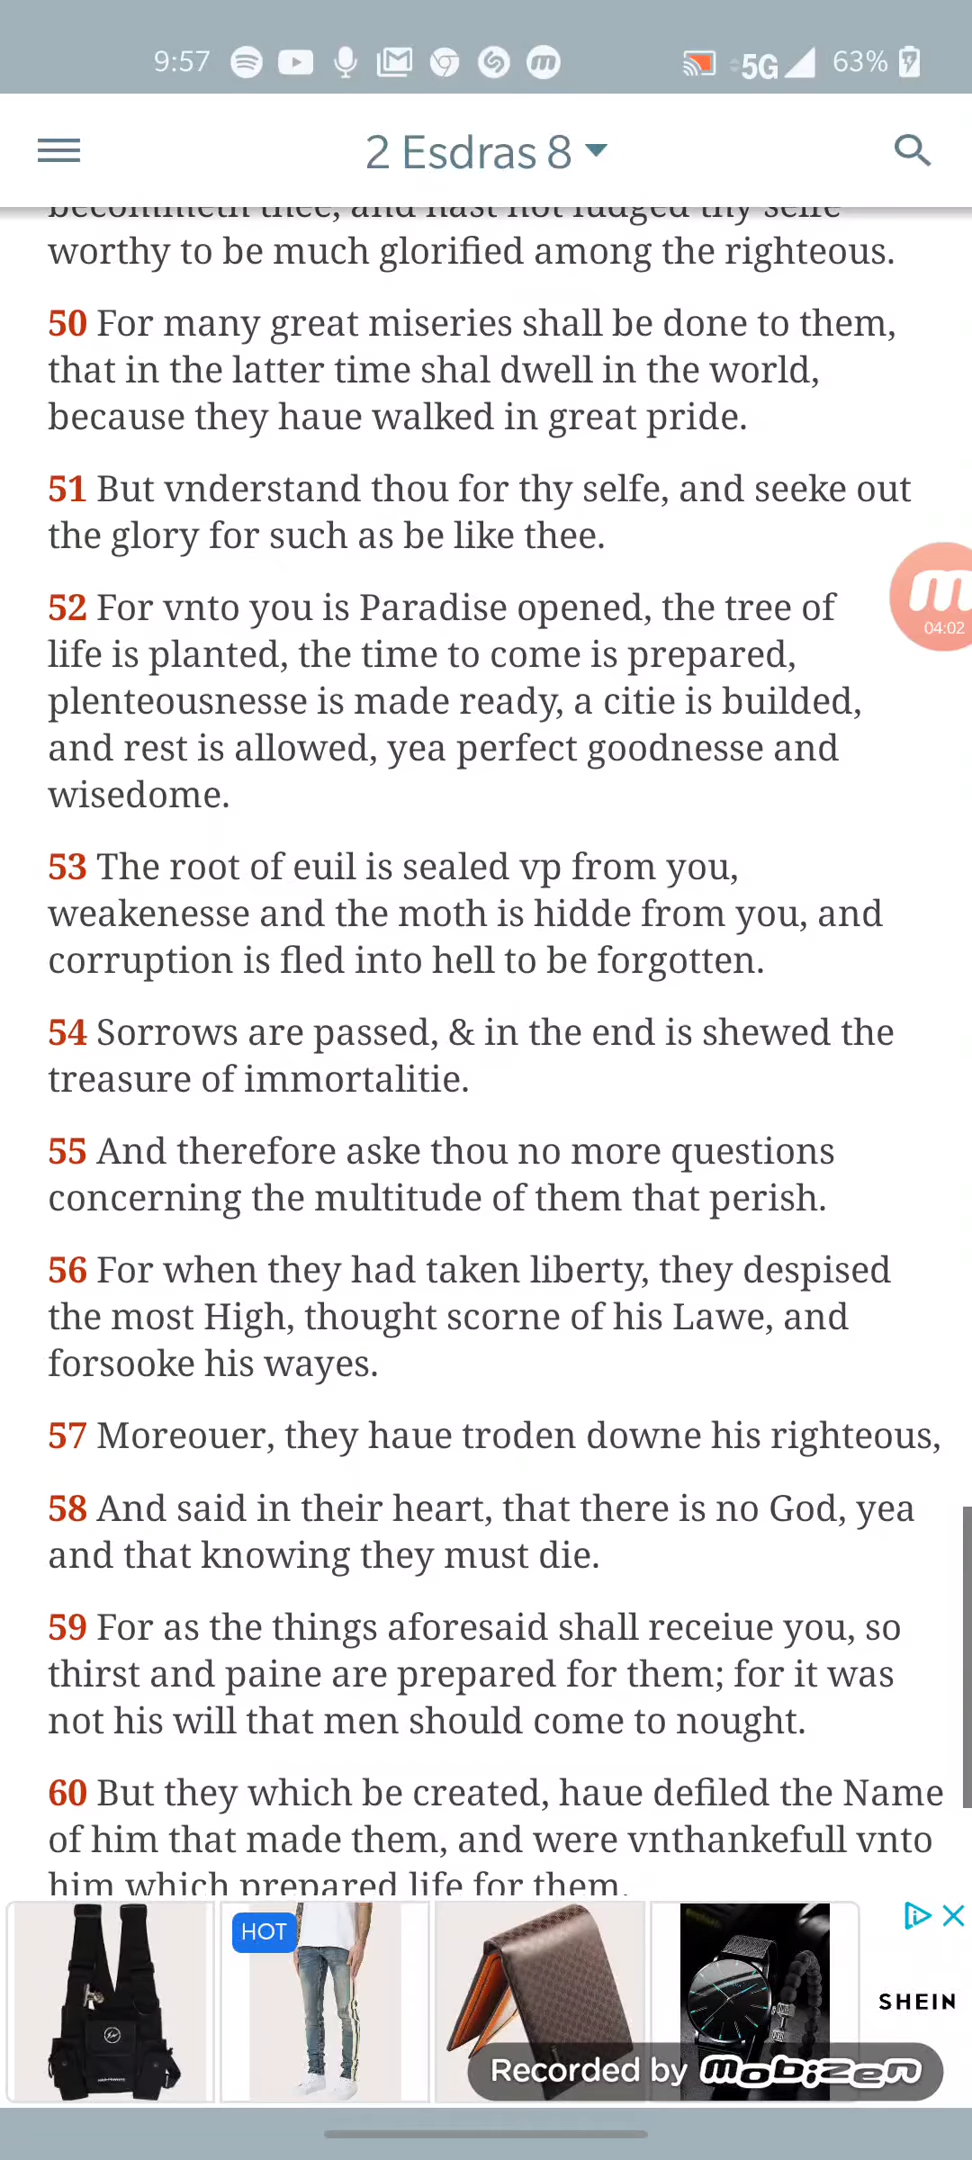 9:57
5G
63%
2 Esdras 8
becommeth thee, and hast not iudged thy selfe
worthy to be much glorified among the righteous.
50 For many great miseries shall be done to them,
that in the latter time shal dwell in the world,
because they haue walked in great pride.
51 But vnderstand thou for thy selfe, and seeke out
the glory for such as be like thee.
52 For vnto you is Paradise opened, the tree of
life is planted, the time to come is prepared,
plenteousnesse is made ready, a citie is builded,
and rest is allowed, yea perfect goodnesse and
wisedome.
04:02
53 The root of euil is sealed vp from you,
weakenesse and the moth is hidde from you, and
corruption is fled into hell to be forgotten.
54 Sorrows are passed, & in the end is shewed the
treasure of immortalitie.
55 And therefore aske thou no more questions
concerning the multitude of them that perish.
56 For when they had taken liberty, they despised
the most High, thought scorne of his Lawe, and
forsooke his wayes.
57 Moreouer, they haue troden downe his righteous,
58 And said in their heart, that there is no God, yea
and that knowing they must die.
59 For as the things aforesaid shall receiue you, so
thirst and paine are prepared for them; for it was
not his will that men should come to nought.
60 But they which be created, haue defiled the Name
of him that made them, and were vnthankefull vnto
him which prepared life for them.
HOT
SHEIN
Recorded by mobizen